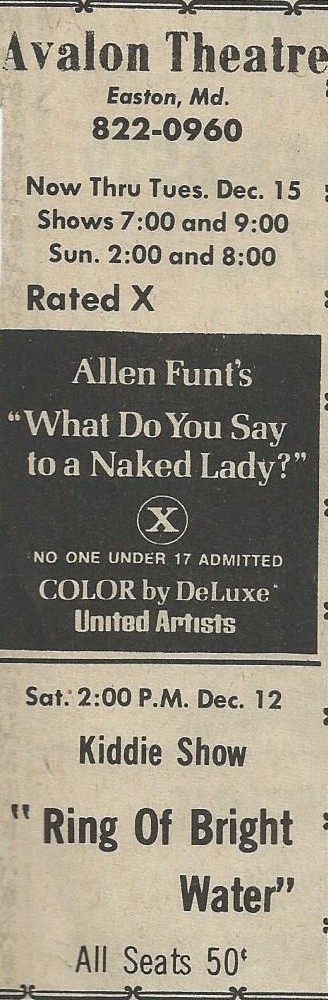 Avalon Theatre
Easton, Md.
822-0960
Now Thru Tues. Dec. 15
Shows 7:00 and 9:00
Sun. 2:00 and 8:00
Rated X
Allen Funt's
“What Do You Say
to a Naked Lady?”
X
NO ONE UNDER 17 ADMITTED
COLOR by DeLuxe
United Artists
Sat. 2:00 P.M. Dec. 12
Kiddie Show
"Ring Of Bright
Water”
All Seats 50¢